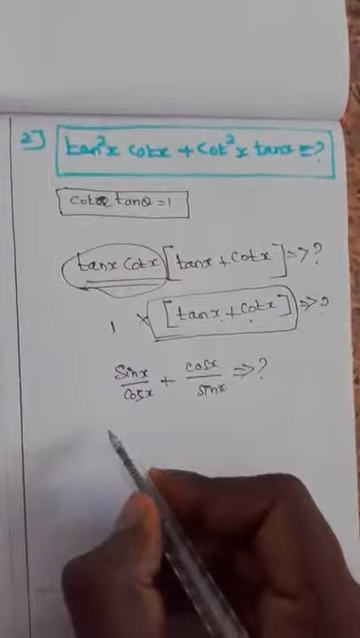 2] tan²x cotx + cot²x tanx = ?
cotθ tanθ = 1
tanx cotx [tanx + cotx] => ?
1 × [tanx + cotx] => ?
sinx/cosx + cosx/sinx => ?